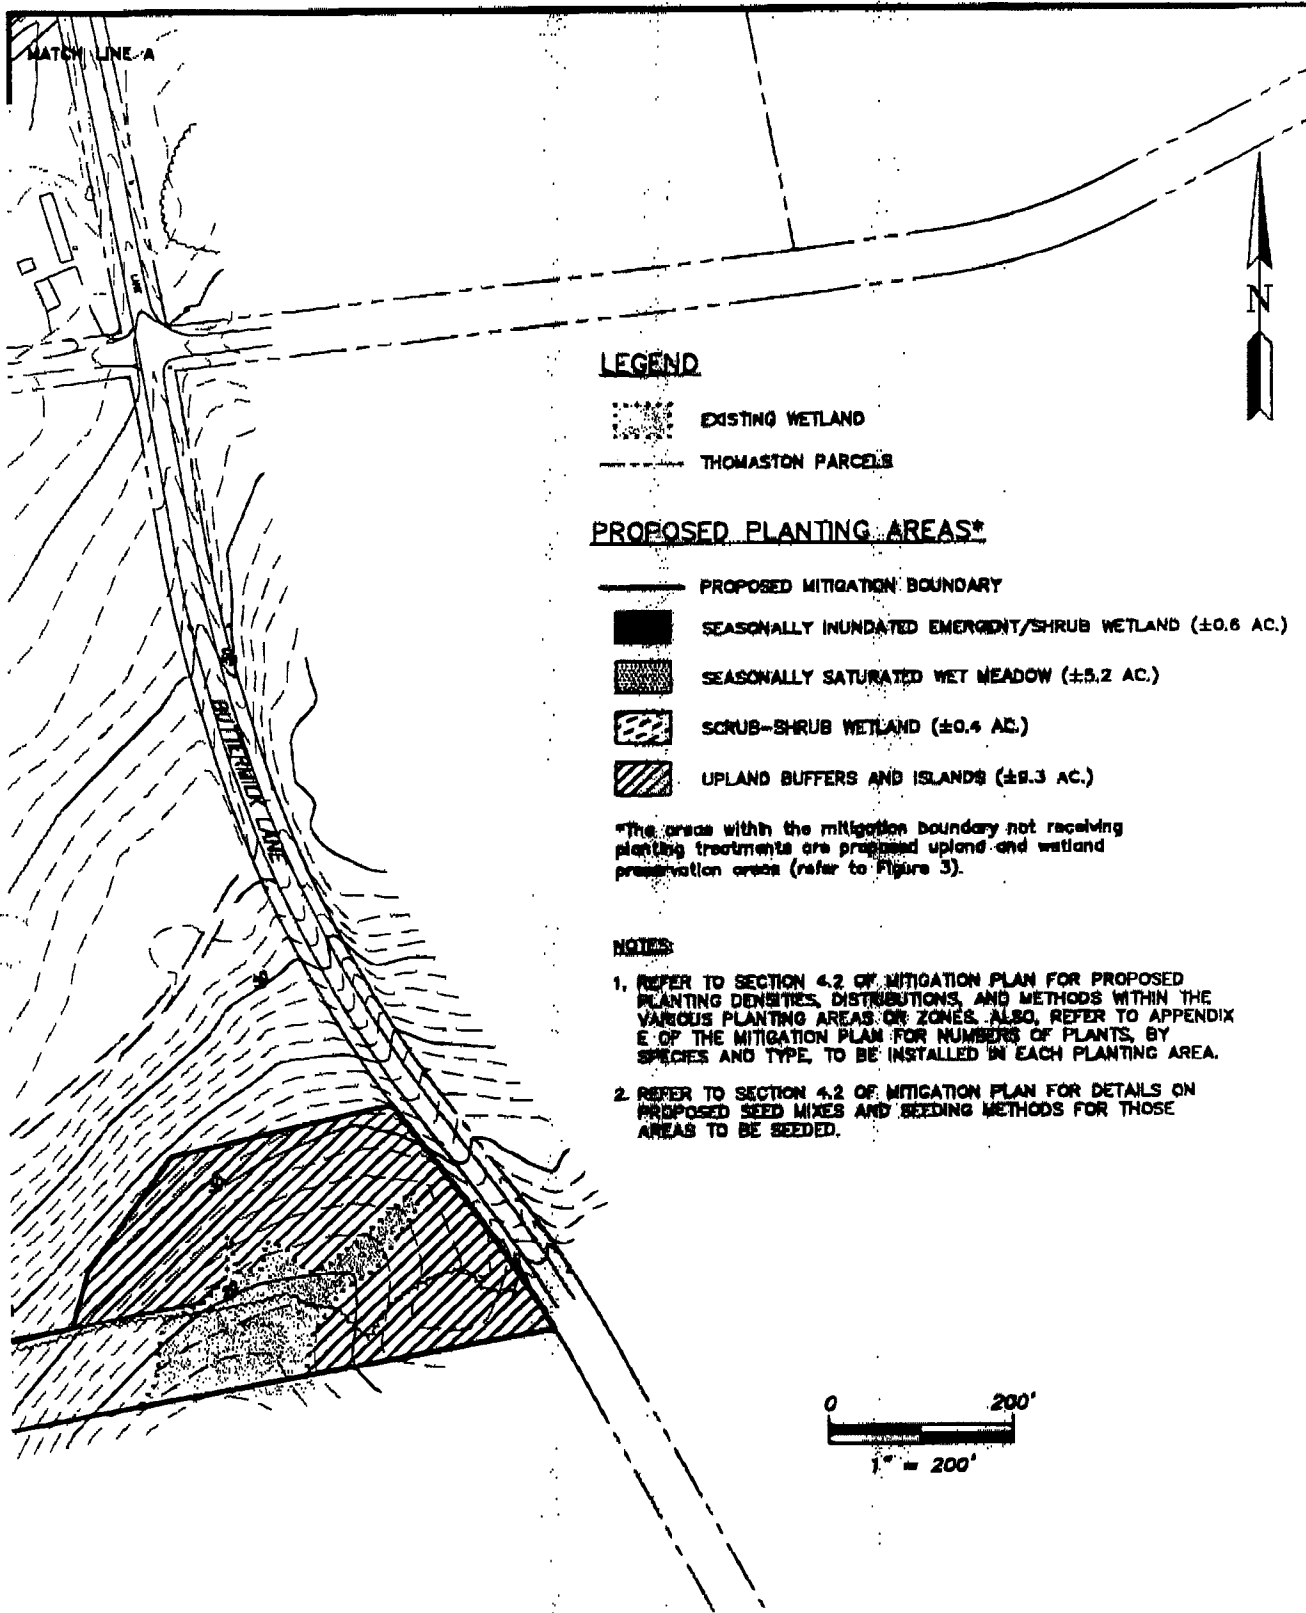 MATCH LINE A
LANE
N
LEGEND
EXISTING WETLAND
THOMASTON PARCELS
PROPOSED PLANTING AREAS*
PROPOSED MITIGATION BOUNDARY
SEASONALLY INUNDATED EMERGENT/SHRUB WETLAND (±0.6 AC.)
SEASONALLY SATURATED WET MEADOW (±5.2 AC.)
SCRUB-SHRUB WETLAND (±0.4 AC.)
UPLAND BUFFERS AND ISLANDS (±9.3 AC.)
*The areas within the mitigation boundary not receiving
planting treatments are proposed upland and wetland
preservation areas (refer to Figure 3).
BUTTERMILK LANE
NOTES:
1. REFER TO SECTION 4.2 OF MITIGATION PLAN FOR PROPOSED
PLANTING DENSITIES, DISTRIBUTIONS, AND METHODS WITHIN THE
VARIOUS PLANTING AREAS OR ZONES. ALSO, REFER TO APPENDIX
E OF THE MITIGATION PLAN FOR NUMBERS OF PLANTS, BY
SPECIES AND TYPE, TO BE INSTALLED IN EACH PLANTING AREA.
2. REFER TO SECTION 4.2 OF MITIGATION PLAN FOR DETAILS ON
PROPOSED SEED MIXES AND SEEDING METHODS FOR THOSE
AREAS TO BE SEEDED.
0 200'
1" = 200'